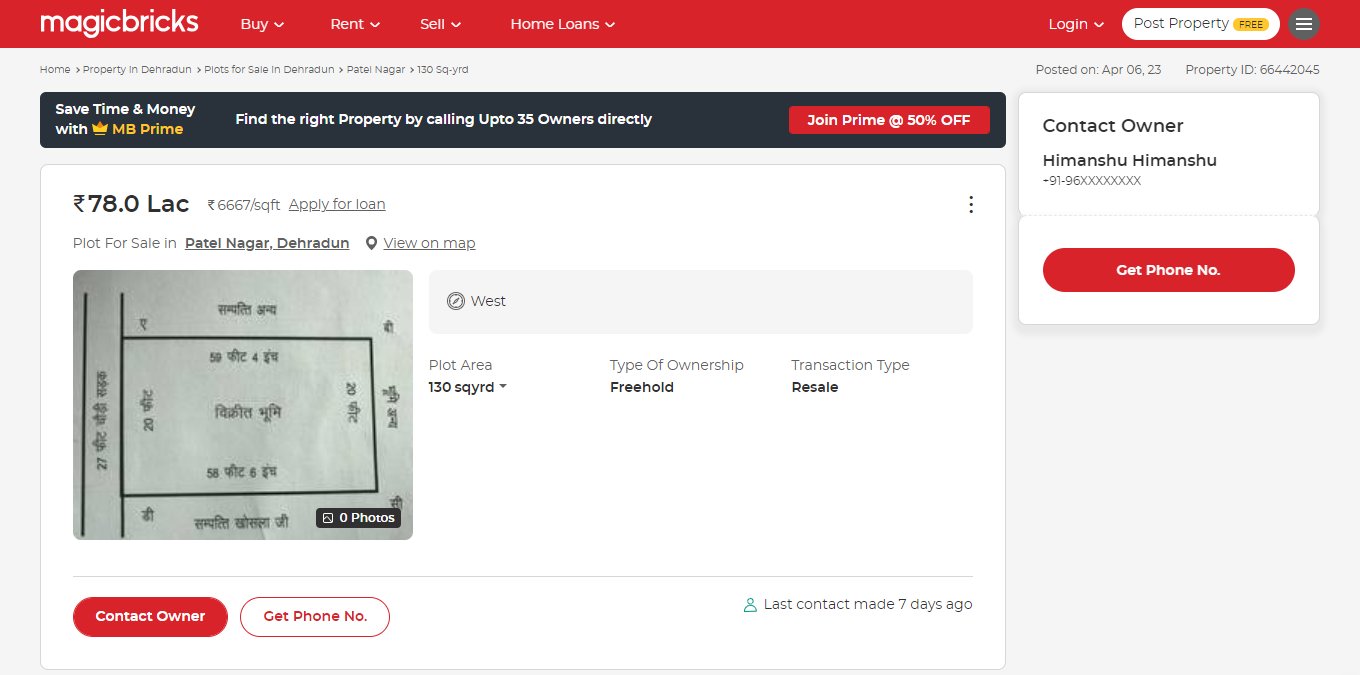 magicbricks
Buy
Rent
Sell
Home Loans
Login
Post Property FREE
Home > Property in Dehradun > Plots for Sale in Dehradun > Patel Nagar > 130 Sq-yrd
Posted on: Apr 06, 23
Property ID: 66442045
Save Time & Money
with MB Prime
Find the right Property by calling Upto 35 Owners directly
Join Prime @ 50% OFF
₹78.0 Lac
₹6667/sqft
Apply for loan
Plot For Sale in Patel Nagar, Dehradun
View on map
सम्पत्ति अन्य
ए
बी
59 फीट 4 इंच
27 फीट चौड़ी सड़क
20 फीट
विक्रीत भूमि
20 फीट
भूमि अन्य
58 फीट 6 इंच
डी
सी
सम्पत्ति खोसला जी
0 Photos
West
Plot Area
130 sqyrd
Type Of Ownership
Freehold
Transaction Type
Resale
Contact Owner
Get Phone No.
Last contact made 7 days ago
Contact Owner
Himanshu Himanshu
+91-96XXXXXXXX
Get Phone No.